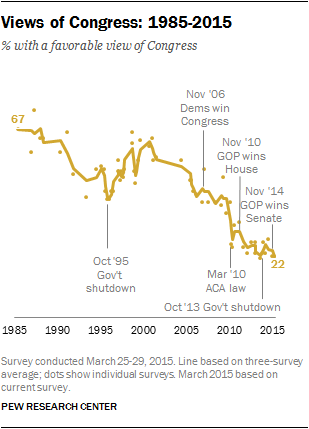 Views of Congress: 1985-2015
% with a favorable view of Congress
67
Nov '06
Dems win
Congress
Nov '10
GOP wins
House
Nov '14
GOP wins
Senate
22
Oct '95
Gov't
shutdown
Mar '10
ACA law
Oct '13 Gov't shutdown
1985 1990 1995 2000 2005 2010 2015
Survey conducted March 25-29, 2015. Line based on three-survey
average; dots show individual surveys. March 2015 based on
current survey.
PEW RESEARCH CENTER